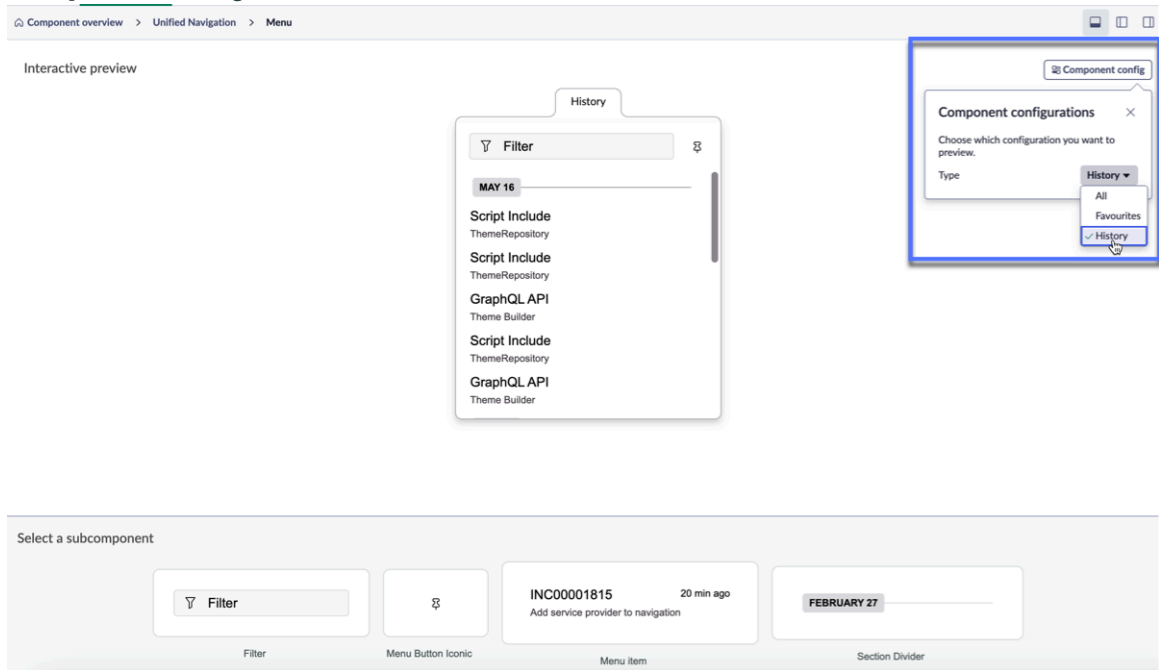 Component overview > Unified Navigation > Menu
Interactive preview
Component config
History
Component configurations
Filter
Choose which configuration you want to
preview.
Type
History
MAY 16
All
Favourites
History
Script Include
ThemeRepository
Script Include
ThemeRepository
GraphQL API
Theme Builder
Script Include
ThemeRepository
GraphQL API
Theme Builder
Select a subcomponent
Filter
INC00001815
20 min ago
Add service provider to navigation
FEBRUARY 27
Filter
Menu Button Iconic
Menu item
Section Divider